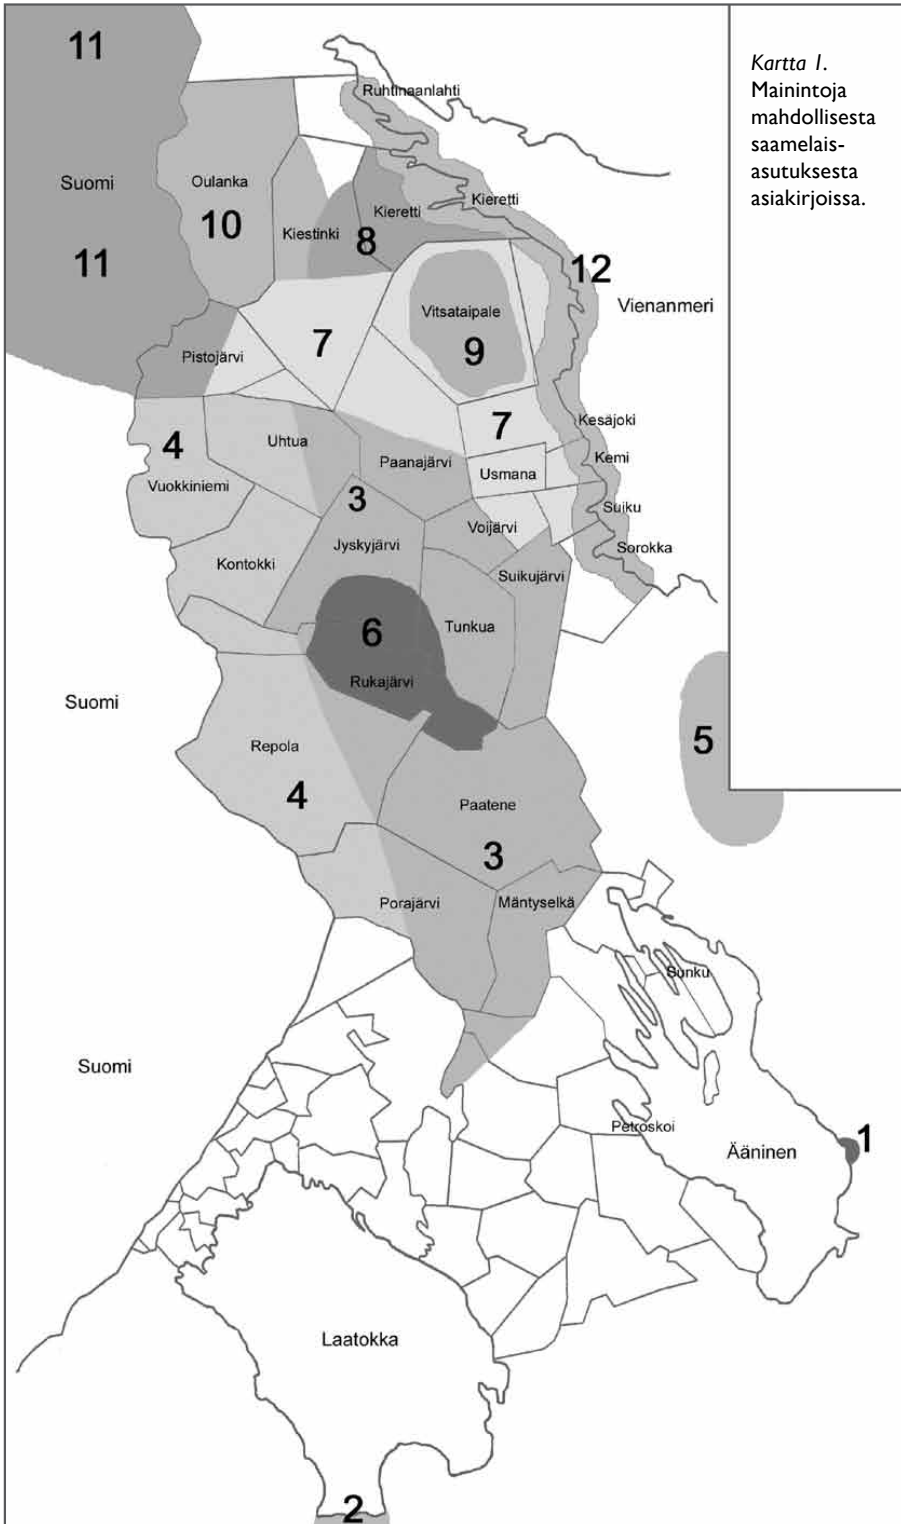 11
Kartta 1.
Mainintoja
mahdollisesta
saamelais-
asutuksesta
asiakirjoissa.
Ruhtinaanlahti
Suomi
Oulanka
10
Kieretti
Kieretti
Kiestinki
8
11
12
Vienanmeri
Vitsataipale
9
7
Pistojärvi
Kesäjoki
7
4
Uhtua
Paanajärvi
Kemi
Usmana
Vuokkiniemi
3
Suiku
Voijärvi
Jyskyjärvi
Sorokka
Kontokki
Suikujärvi
6
Tunkua
Rukajärvi
Suomi
5
Repola
4
Paatene
3
Porajärvi
Mäntyselkä
Sunku
Suomi
Petroskoi
1
Ääninen
Laatokka
2